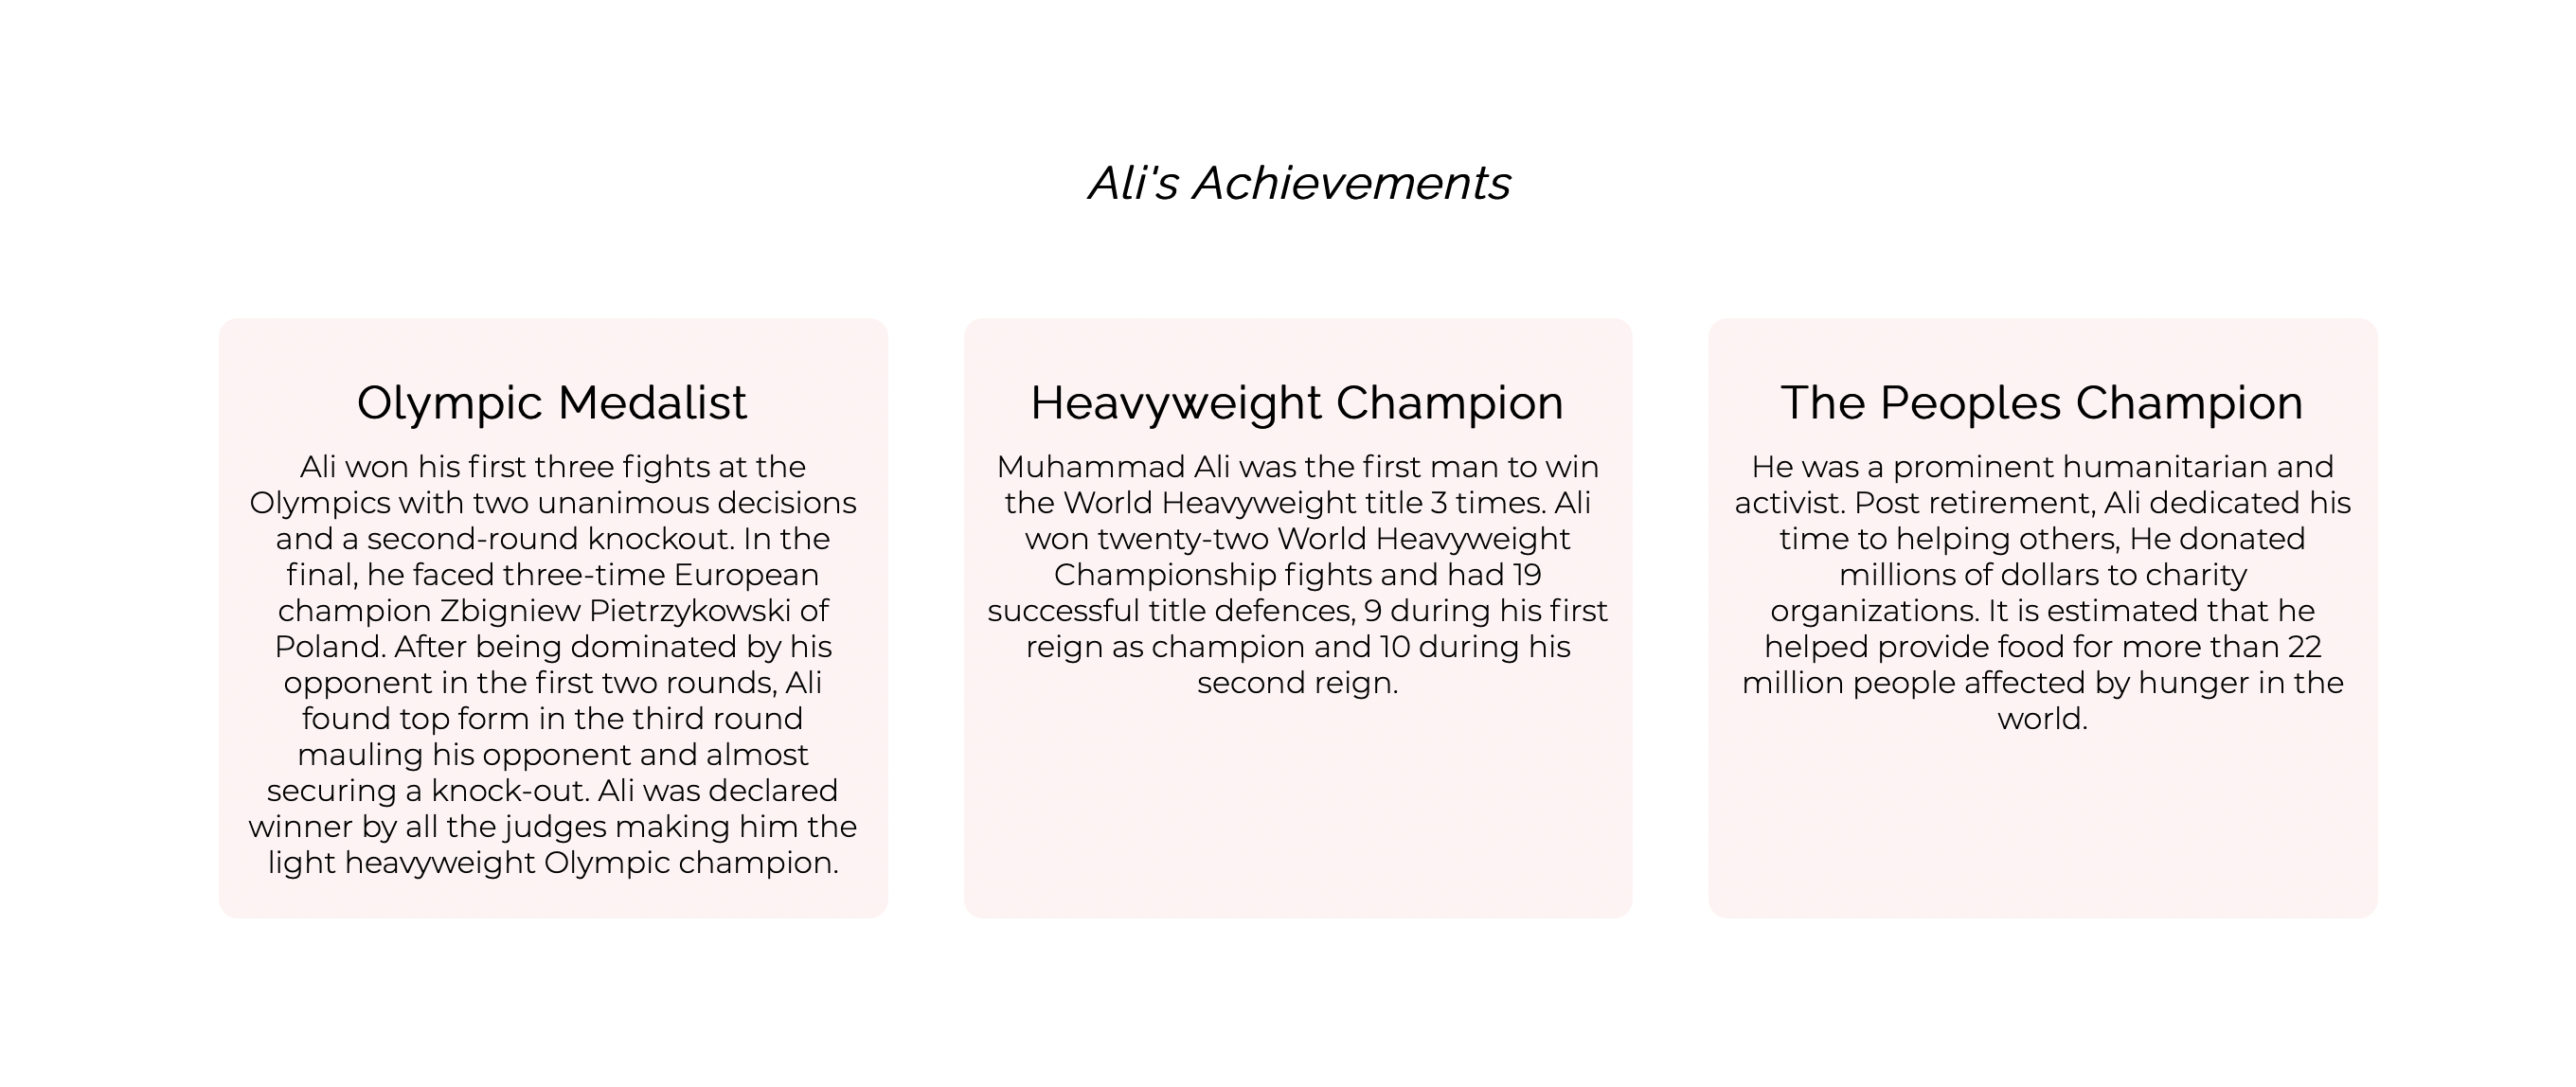 Ali's Achievements
Olympic Medalist
Ali won his first three fights at the
Olympics with two unanimous decisions
and a second-round knockout. In the
final, he faced three-time European
champion Zbigniew Pietrzykowski of
Poland. After being dominated by his
opponent in the first two rounds, Ali
found top form in the third round
mauling his opponent and almost
securing a knock-out. Ali was declared
winner by all the judges making him the
light heavyweight Olympic champion.
Heavyweight Champion
Muhammad Ali was the first man to win
the World Heavyweight title 3 times. Ali
won twenty-two World Heavyweight
Championship fights and had 19
successful title defences, 9 during his first
reign as champion and 10 during his
second reign.
The Peoples Champion
He was a prominent humanitarian and
activist. Post retirement, Ali dedicated his
time to helping others, He donated
millions of dollars to charity
organizations. It is estimated that he
helped provide food for more than 22
million people affected by hunger in the
world.